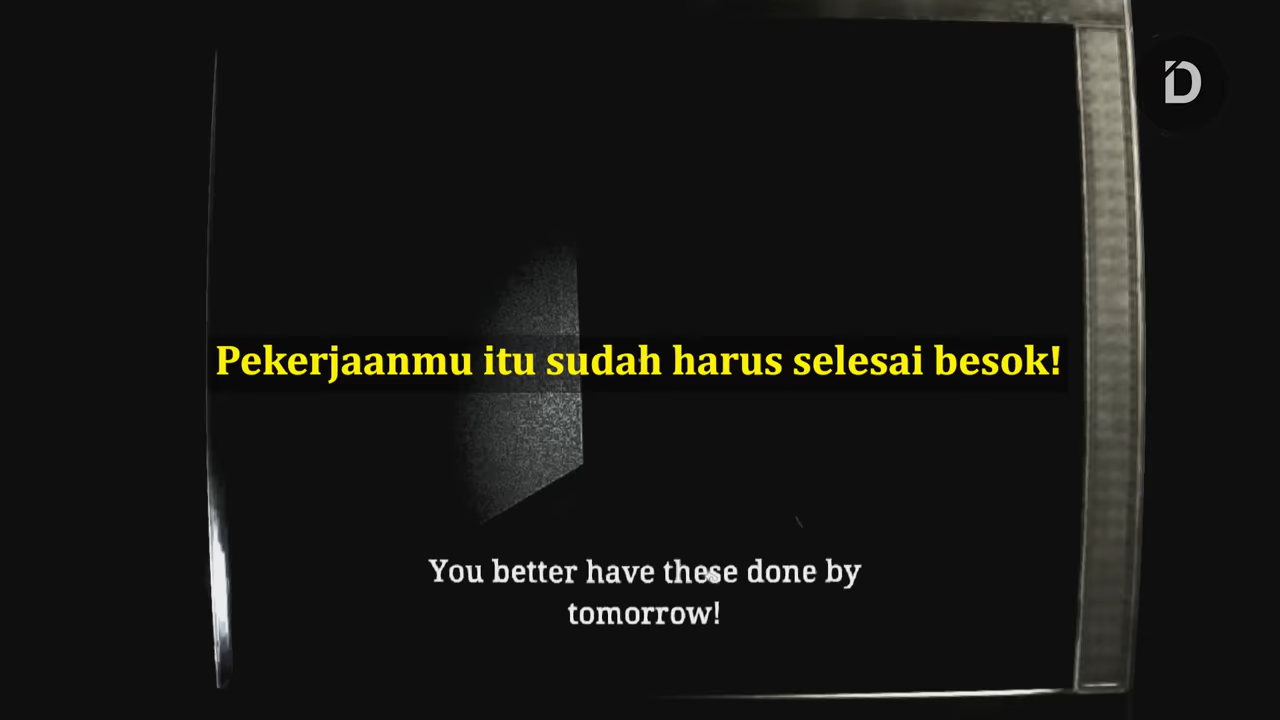 D
Pekerjaanmu itu sudah harus selesai besok!
You better have these done by
tomorrow!